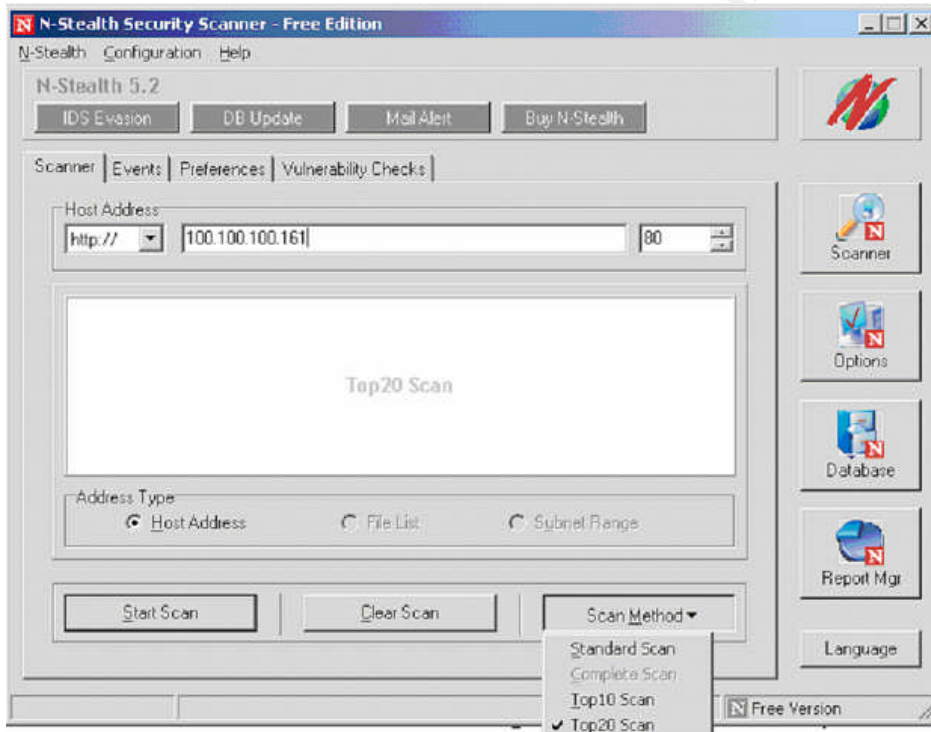 N-Stealth Security Scanner - Free Edition
N-Stealth Configuration Help
N-Stealth 5.2
IDS Evasion DB Update Mail Alert Buy N-Stealth
Scanner Events Preferences Vulnerability Checks
Host Address
http:// 100.100.100.161 80
Top20 Scan
Address Type
Host Address File List Subnet Range
Start Scan Clear Scan Scan Method
Standard Scan
Complete Scan
Top10 Scan
Top20 Scan
Scanner
Options
Database
Report Mgr
Language
N Free Version